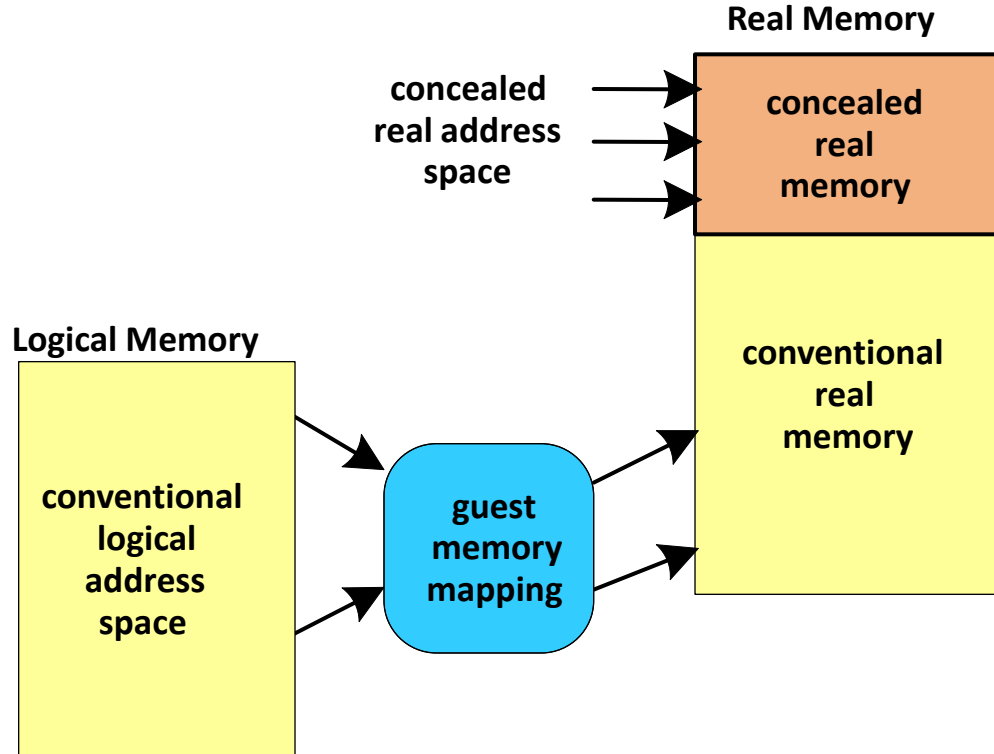 Real Memory
concealed
real address
space
concealed
real
memory
Logical Memory
conventional
logical
address
space
guest
memory
mapping
conventional
real
memory